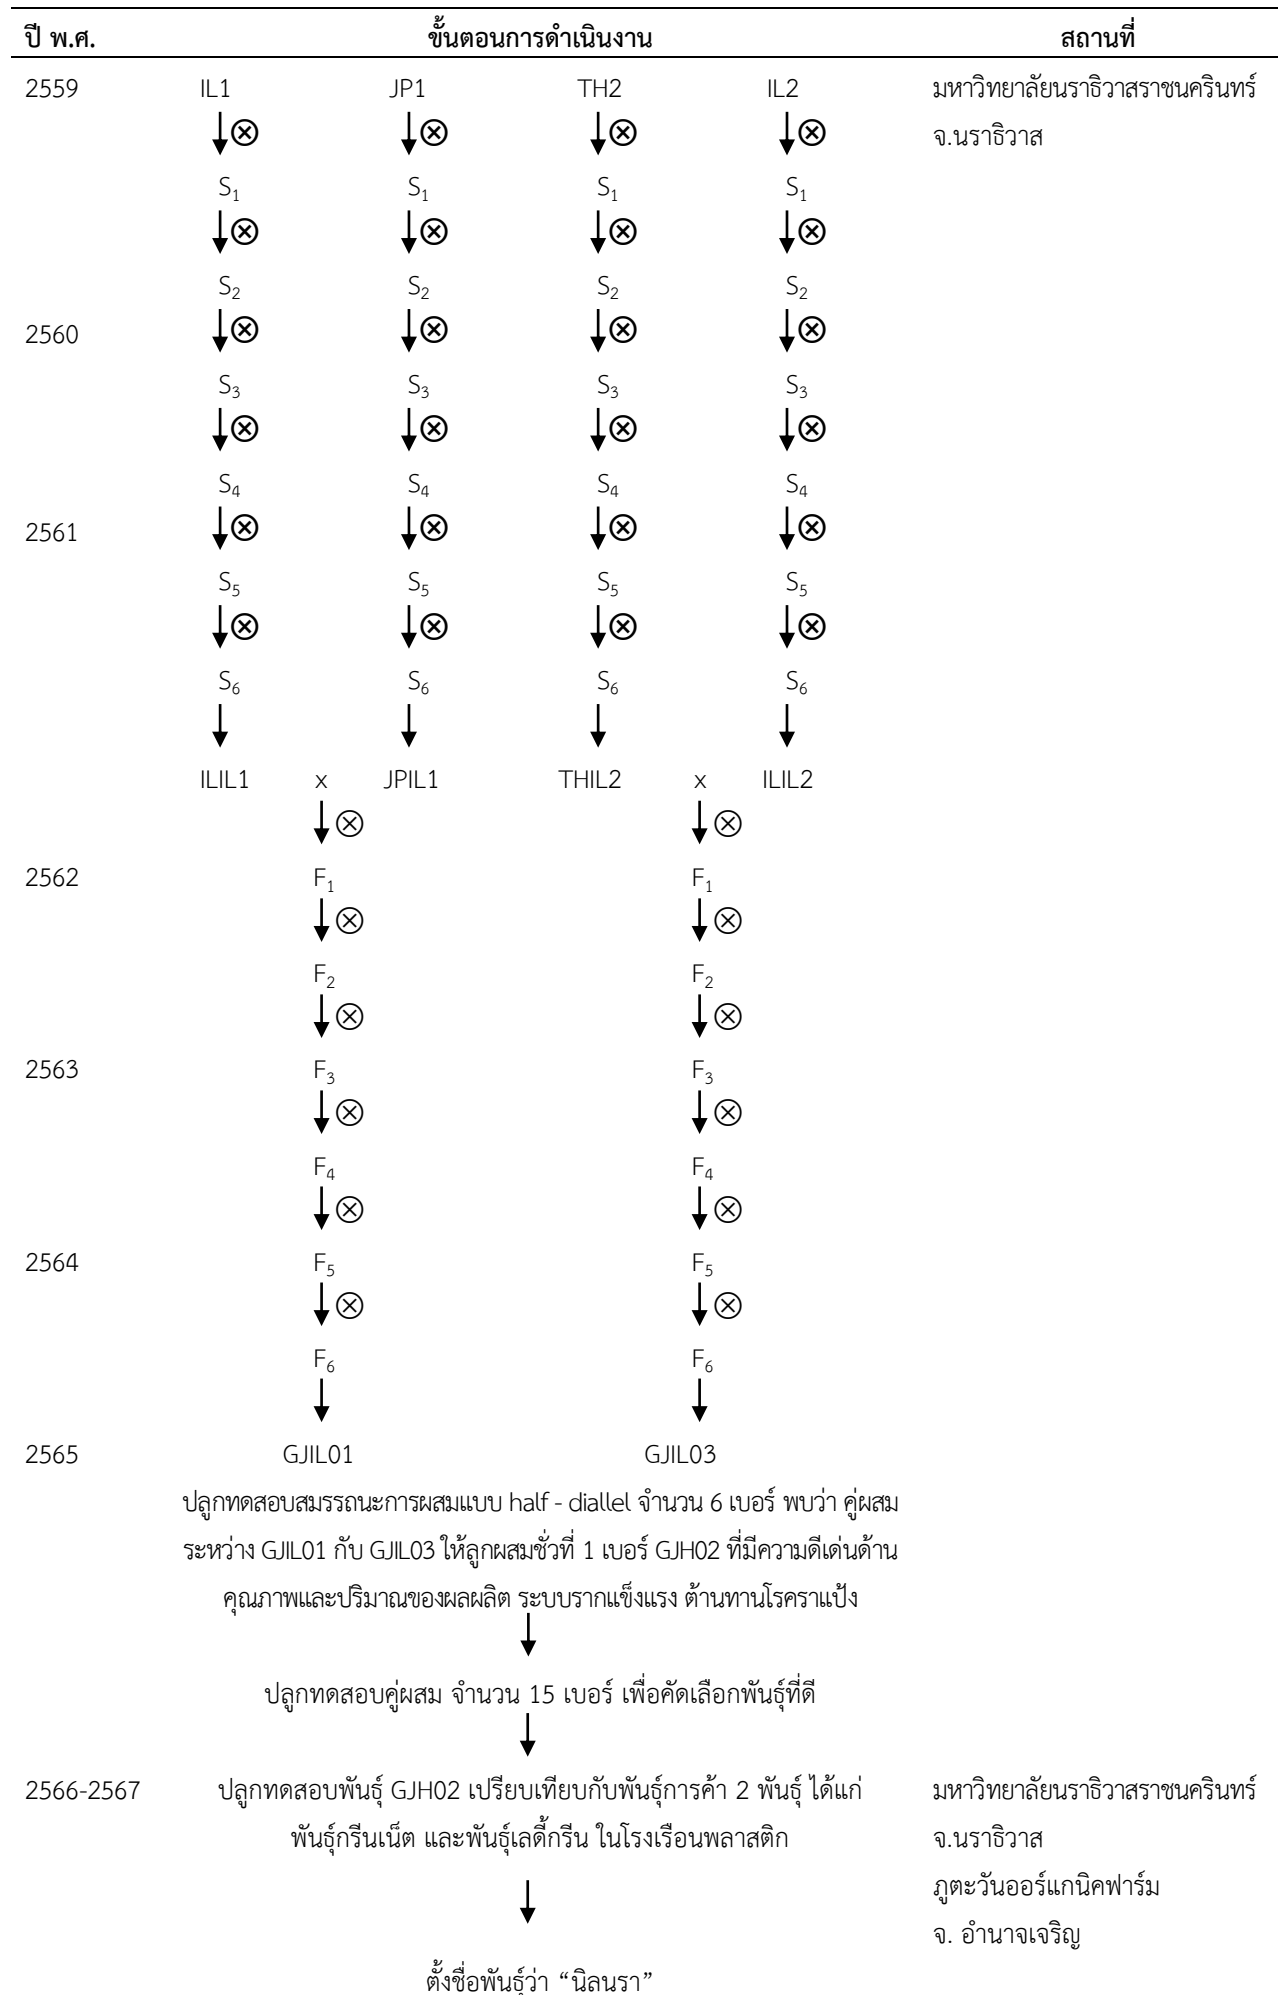 ปี พ.ศ. ขั้นตอนการดำเนินงาน สถานที่
2559 IL1 JP1 TH2 IL2 มหาวิทยาลัยนราธิวาสราชนครินทร์
⊗ ⊗ ⊗ ⊗ จ.นราธิวาส
S₁ S₁ S₁ S₁
⊗ ⊗ ⊗ ⊗
S₂ S₂ S₂ S₂
2560 ⊗ ⊗ ⊗ ⊗
S₃ S₃ S₃ S₃
⊗ ⊗ ⊗ ⊗
S₄ S₄ S₄ S₄
2561 ⊗ ⊗ ⊗ ⊗
S₅ S₅ S₅ S₅
⊗ ⊗ ⊗ ⊗
S₆ S₆ S₆ S₆
ILIL1 x JPIL1 THIL2 x ILIL2
⊗ ⊗
2562 F₁ F₁
⊗ ⊗
F₂ F₂
⊗ ⊗
2563 F₃ F₃
⊗ ⊗
F₄ F₄
⊗ ⊗
2564 F₅ F₅
⊗ ⊗
F₆ F₆
2565 GJIL01 GJIL03
ปลูกทดสอบสมรรถนะการผสมแบบ half - diallel จำนวน 6 เบอร์ พบว่า คู่ผสม
ระหว่าง GJIL01 กับ GJIL03 ให้ลูกผสมชั่วที่ 1 เบอร์ GJH02 ที่มีความดีเด่นด้าน
คุณภาพและปริมาณของผลผลิต ระบบรากแข็งแรง ต้านทานโรคราแป้ง
ปลูกทดสอบคู่ผสม จำนวน 15 เบอร์ เพื่อคัดเลือกพันธุ์ที่ดี
2566-2567 ปลูกทดสอบพันธุ์ GJH02 เปรียบเทียบกับพันธุ์การค้า 2 พันธุ์ ได้แก่ มหาวิทยาลัยนราธิวาสราชนครินทร์
พันธุ์กรีนเน็ต และพันธุ์เลดี้กรีน ในโรงเรือนพลาสติก จ.นราธิวาส
ภูตะวันออร์แกนิคฟาร์ม
จ. อำนาจเจริญ
ตั้งชื่อพันธุ์ว่า “นิลนรา”